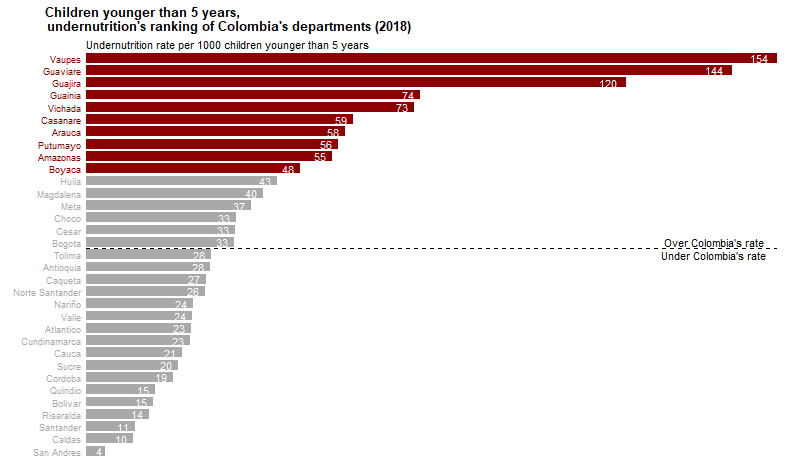 Children younger than 5 years,
undernutrition's ranking of Colombia's departments (2018)
Undernutrition rate per 1000 children younger than 5 years
Vaupes 154
Guaviare 144
Guajira 120
Guainia 74
Vichada 73
Casanare 59
Arauca 58
Putumayo 56
Amazonas 55
Boyaca 48
Huila 43
Magdalena 40
Meta 37
Choco 33
Cesar 33
Bogota 33
Over Colombia's rate
Under Colombia's rate
Tolima 28
Antioquia 28
Caqueta 27
Norte Santander 26
Nariño 24
Valle 24
Atlantico 23
Cundinamarca 23
Cauca 21
Sucre 20
Cordoba 19
Quindio 15
Bolivar 15
Risaralda 14
Santander 11
Caldas 10
San Andres 4